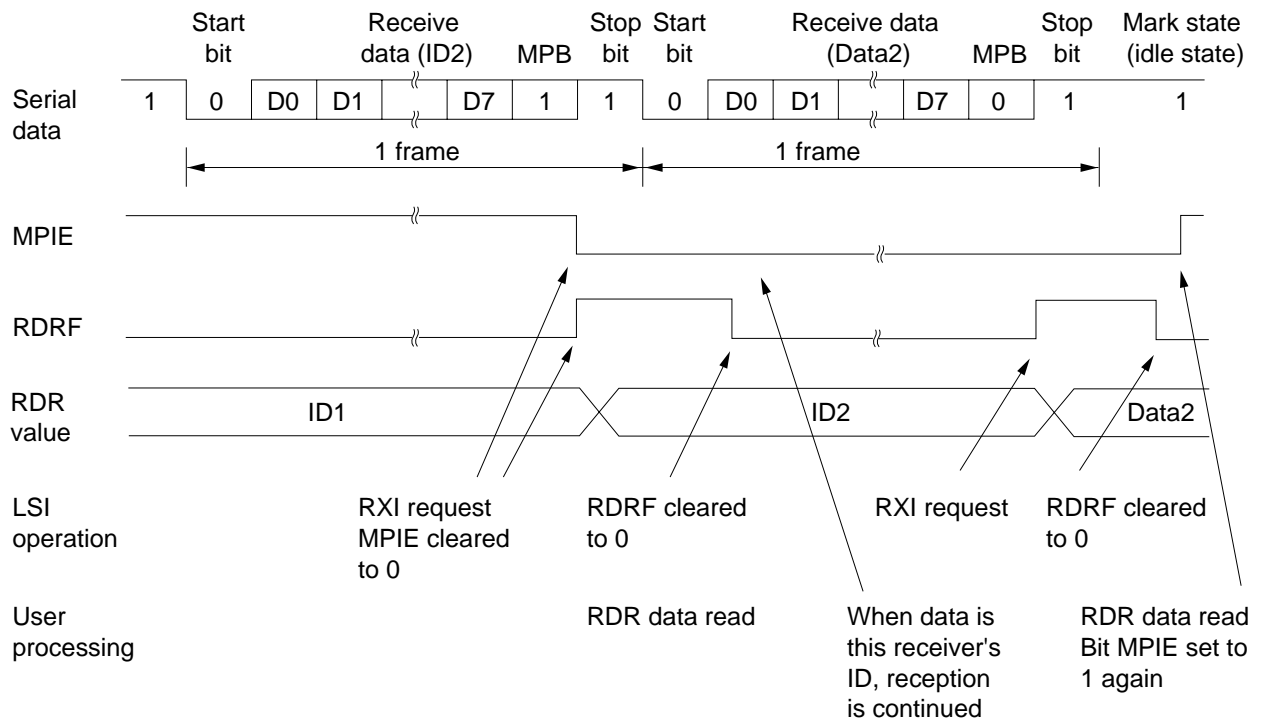 Start bit
Receive data (ID2)
MPB
Stop bit
Start bit
Receive data (Data2)
MPB
Stop bit
Mark state (idle state)
Serial data
1 0 D0 D1 D7 1 1 0 D0 D1 D7 0 1 1
1 frame
1 frame
MPIE
RDRF
RDR value
ID1
ID2
Data2
LSI operation
RXI request
MPIE cleared
to 0
RDRF cleared
to 0
RXI request
RDRF cleared
to 0
User processing
RDR data read
When data is
this receiver's
ID, reception
is continued
RDR data read
Bit MPIE set to
1 again